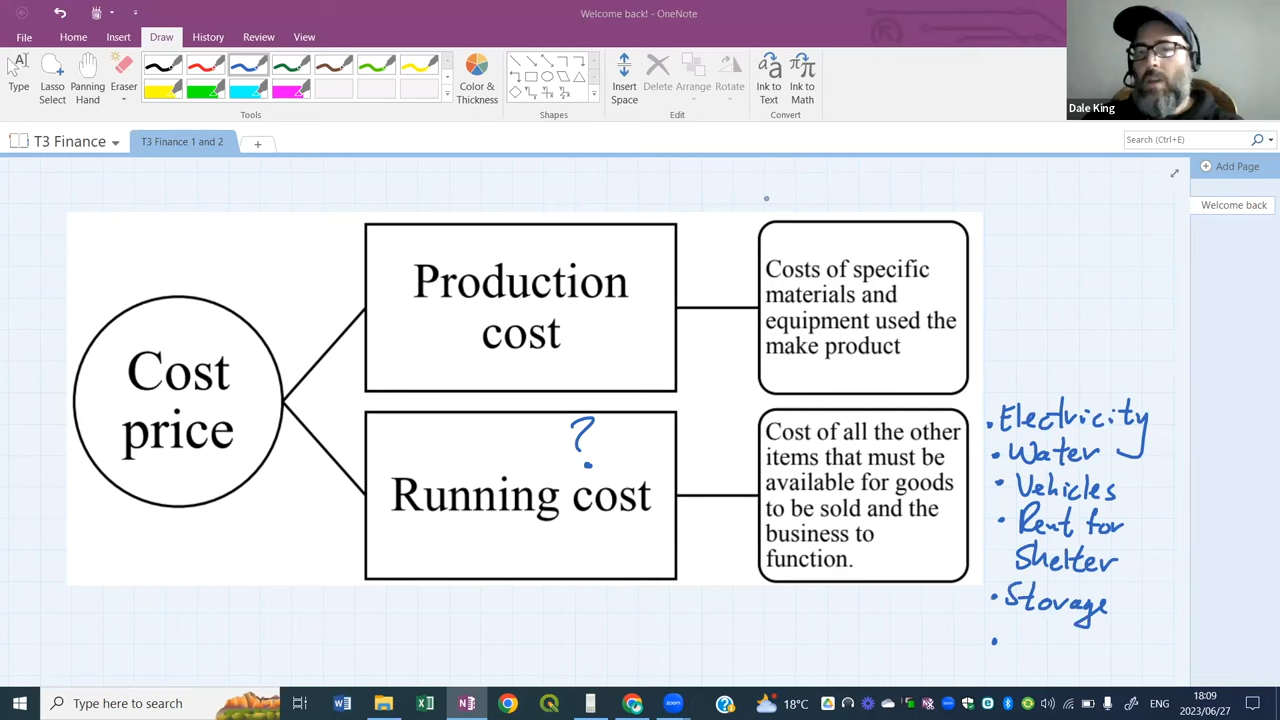 Welcome back! - OneNote
File
Home
Insert
Draw
History
Review
View
Type
Lasso
Select
Panning
Hand
Eraser
Color &
Thickness
Insert
Space
Delete
Arrange
Rotate
Ink to
Text
Ink to
Math
Tools
Shapes
Edit
Convert
Dale King
T3 Finance
T3 Finance 1 and 2
Search (Ctrl+E)
Add Page
Welcome back
Cost
price
Production
cost
Costs of specific
materials and
equipment used the
make product
?
Running cost
Cost of all the other
items that must be
available for goods
to be sold and the
business to
function.
• Electricity
• Water
• Vehicles
• Rent for
Shelter
• Storage
•
Type here to search
18°C
ENG
18:09
2023/06/27